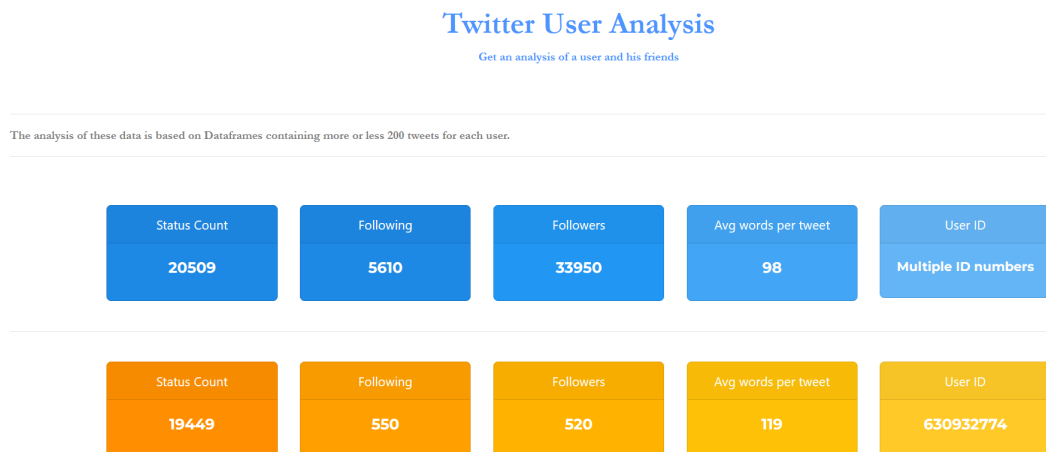 Twitter User Analysis
Get an analysis of a user and his friends
The analysis of these data is based on Dataframes containing more or less 200 tweets for each user.
Status Count Following Followers Avg words per tweet User ID
20509 5610 33950 98 Multiple ID numbers
Status Count Following Followers Avg words per tweet User ID
19449 550 520 119 630932774